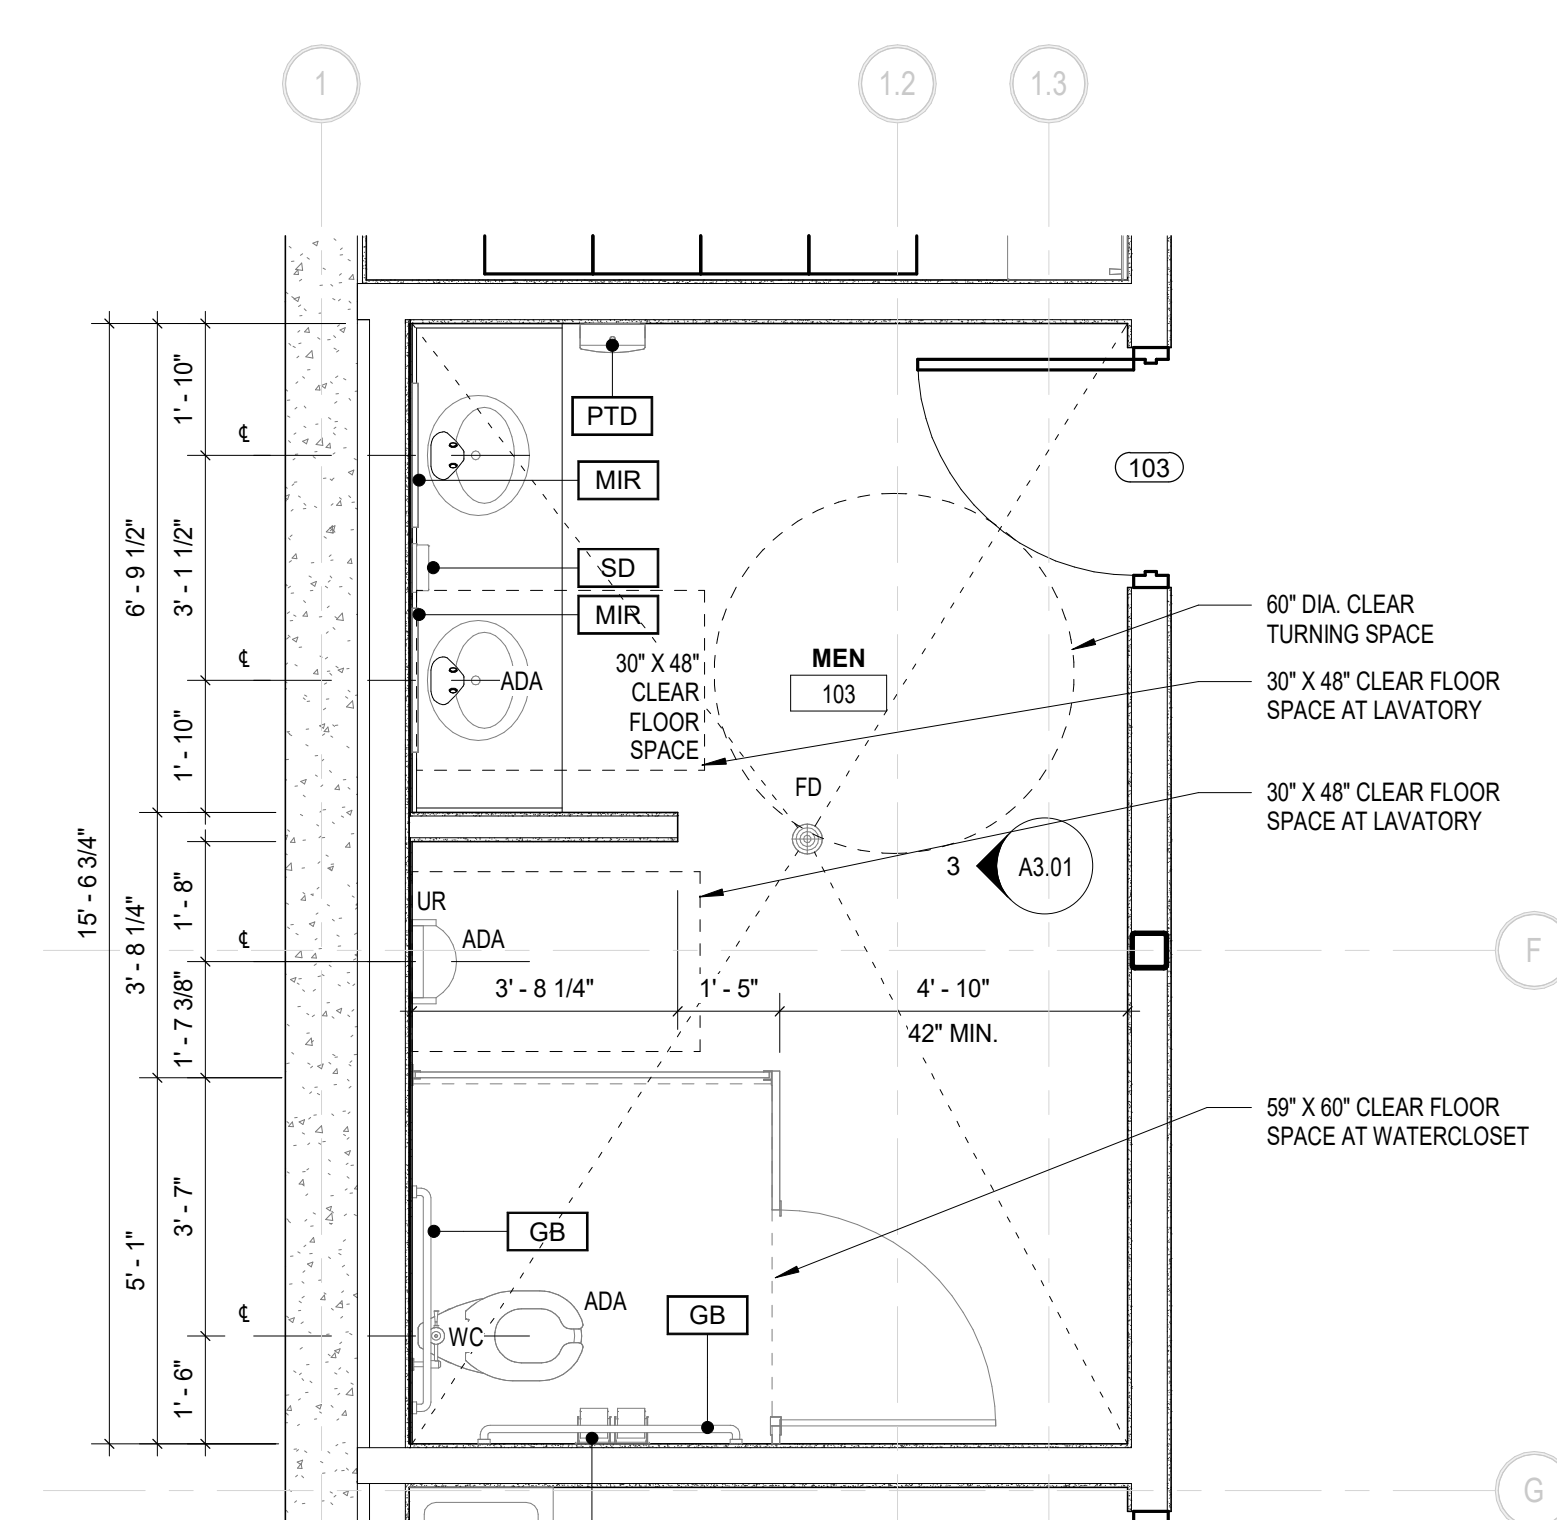 1
1.2
1.3
PTD
MIR
SD
MIR
103
30" X 48"
CLEAR
FLOOR
SPACE
ADA
MEN
103
FD
60" DIA. CLEAR
TURNING SPACE
30" X 48" CLEAR FLOOR
SPACE AT LAVATORY
30" X 48" CLEAR FLOOR
SPACE AT LAVATORY
3
A3.01
UR
ADA
F
3' - 8 1/4"
1' - 5"
4' - 10"
42" MIN.
59" X 60" CLEAR FLOOR
SPACE AT WATERCLOSET
GB
ADA
GB
WC
G
15' - 6 3/4"
6' - 9 1/2"
3' - 8 1/4"
5' - 1"
1' - 10"
℄
3' - 1 1/2"
℄
1' - 10"
1' - 8"
℄
1' - 7 3/8"
3' - 7"
℄
1' - 6"